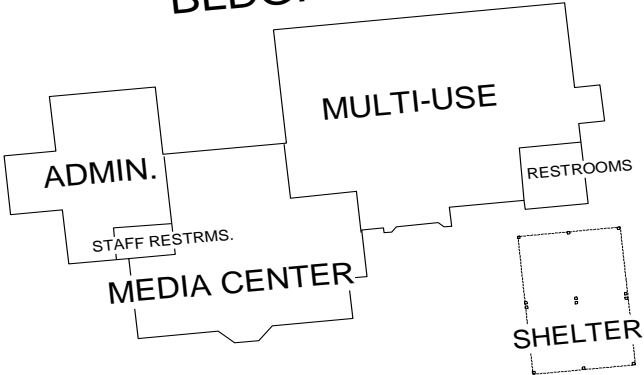 MULTI-USE
ADMIN.
RESTROOMS
STAFF RESTRMS.
MEDIA CENTER
SHELTER